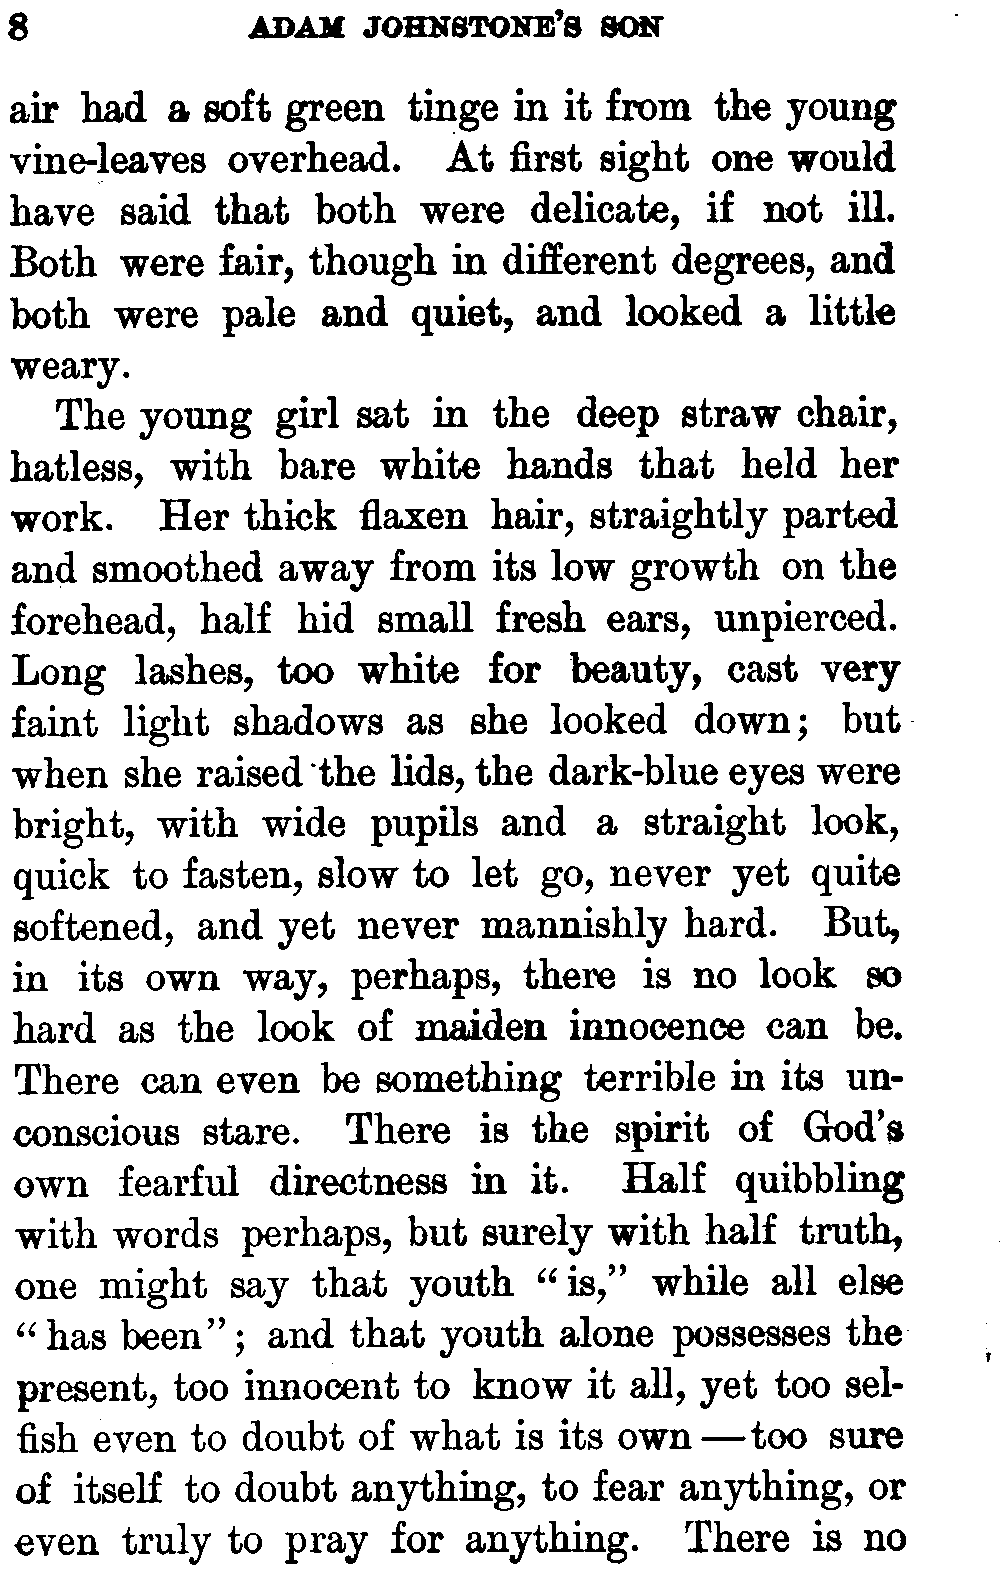 8 ADAM JOHNSTONE'S SON
air had a soft green tinge in it from the young
vine-leaves overhead. At first sight one would
have said that both were delicate, if not ill.
Both were fair, though in different degrees, and
both were pale and quiet, and looked a little
weary.
The young girl sat in the deep straw chair,
hatless, with bare white hands that held her
work. Her thick flaxen hair, straightly parted
and smoothed away from its low growth on the
forehead, half hid small fresh ears, unpierced.
Long lashes, too white for beauty, cast very
faint light shadows as she looked down; but
when she raised the lids, the dark-blue eyes were
bright, with wide pupils and a straight look,
quick to fasten, slow to let go, never yet quite
softened, and yet never mannishly hard. But,
in its own way, perhaps, there is no look so
hard as the look of maiden innocence can be.
There can even be something terrible in its un-
conscious stare. There is the spirit of God's
own fearful directness in it. Half quibbling
with words perhaps, but surely with half truth,
one might say that youth "is," while all else
"has been"; and that youth alone possesses the
present, too innocent to know it all, yet too sel-
fish even to doubt of what is its own—too sure
of itself to doubt anything, to fear anything, or
even truly to pray for anything. There is no